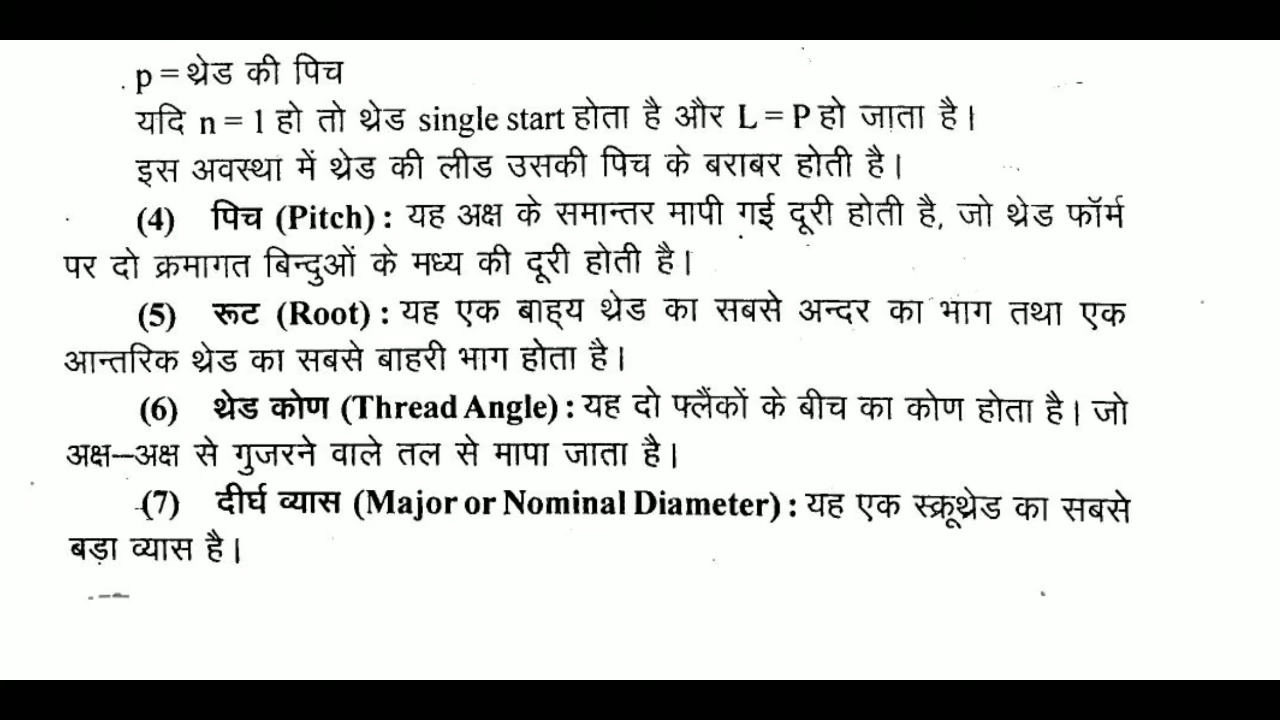 p = थ्रेड की पिच
यदि n = 1 हो तो थ्रेड single start होता है और L = P हो जाता है।
इस अवस्था में थ्रेड की लीड उसकी पिच के बराबर होती है।
(4) पिच (Pitch) : यह अक्ष के समान्तर मापी गई दूरी होती है, जो थ्रेड फॉर्म
पर दो क्रमागत बिन्दुओं के मध्य की दूरी होती है।
(5) रूट (Root) : यह एक बाह्य थ्रेड का सबसे अन्दर का भाग तथा एक
आन्तरिक थ्रेड का सबसे बाहरी भाग होता है।
(6) थ्रेड कोण (Thread Angle) : यह दो फ्लैंकों के बीच का कोण होता है। जो
अक्ष–अक्ष से गुजरने वाले तल से मापा जाता है।
(7) दीर्घ व्यास (Major or Nominal Diameter) : यह एक स्क्रूथ्रेड का सबसे
बड़ा व्यास है।